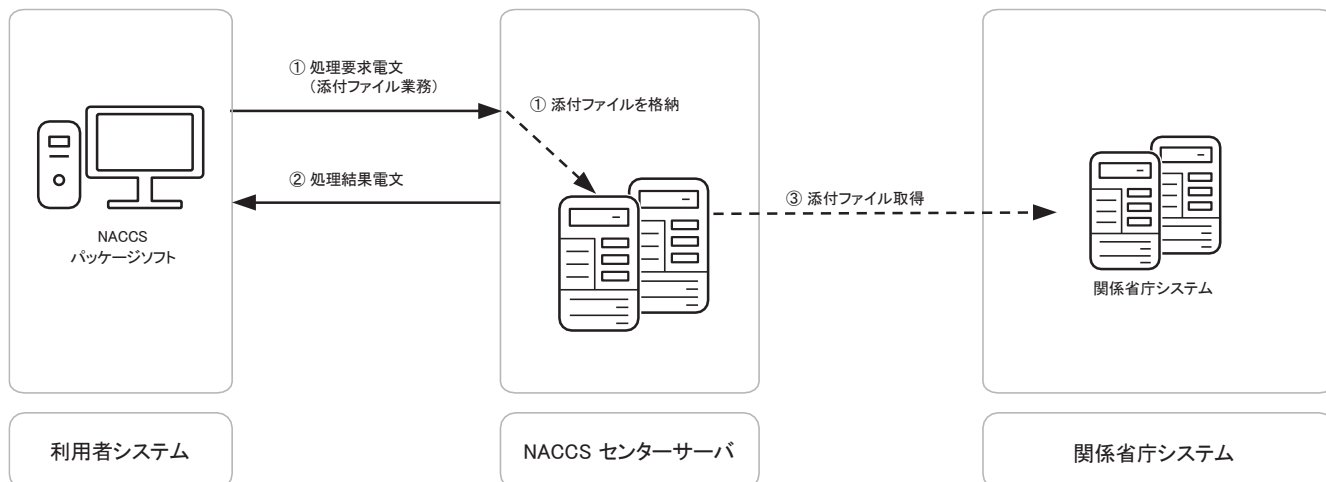 ① 処理要求電文
（添付ファイル業務）
① 添付ファイルを格納
② 処理結果電文
③ 添付ファイル取得
NACCS
パッケージソフト
関係省庁システム
利用者システム
NACCS センターサーバ
関係省庁システム